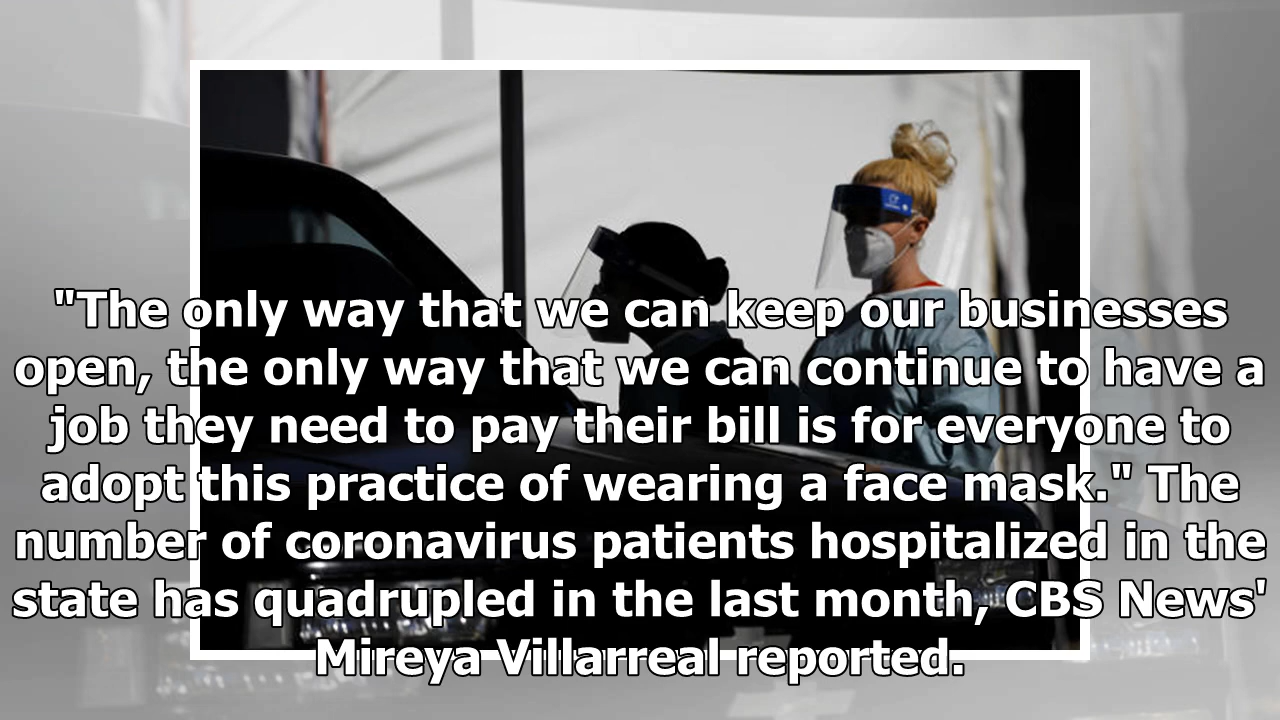 "The only way that we can keep our businesses
open, the only way that we can continue to have a
job they need to pay their bill is for everyone to
adopt this practice of wearing a face mask." The
number of coronavirus patients hospitalized in the
state has quadrupled in the last month, CBS News'
Mireya Villarreal reported.